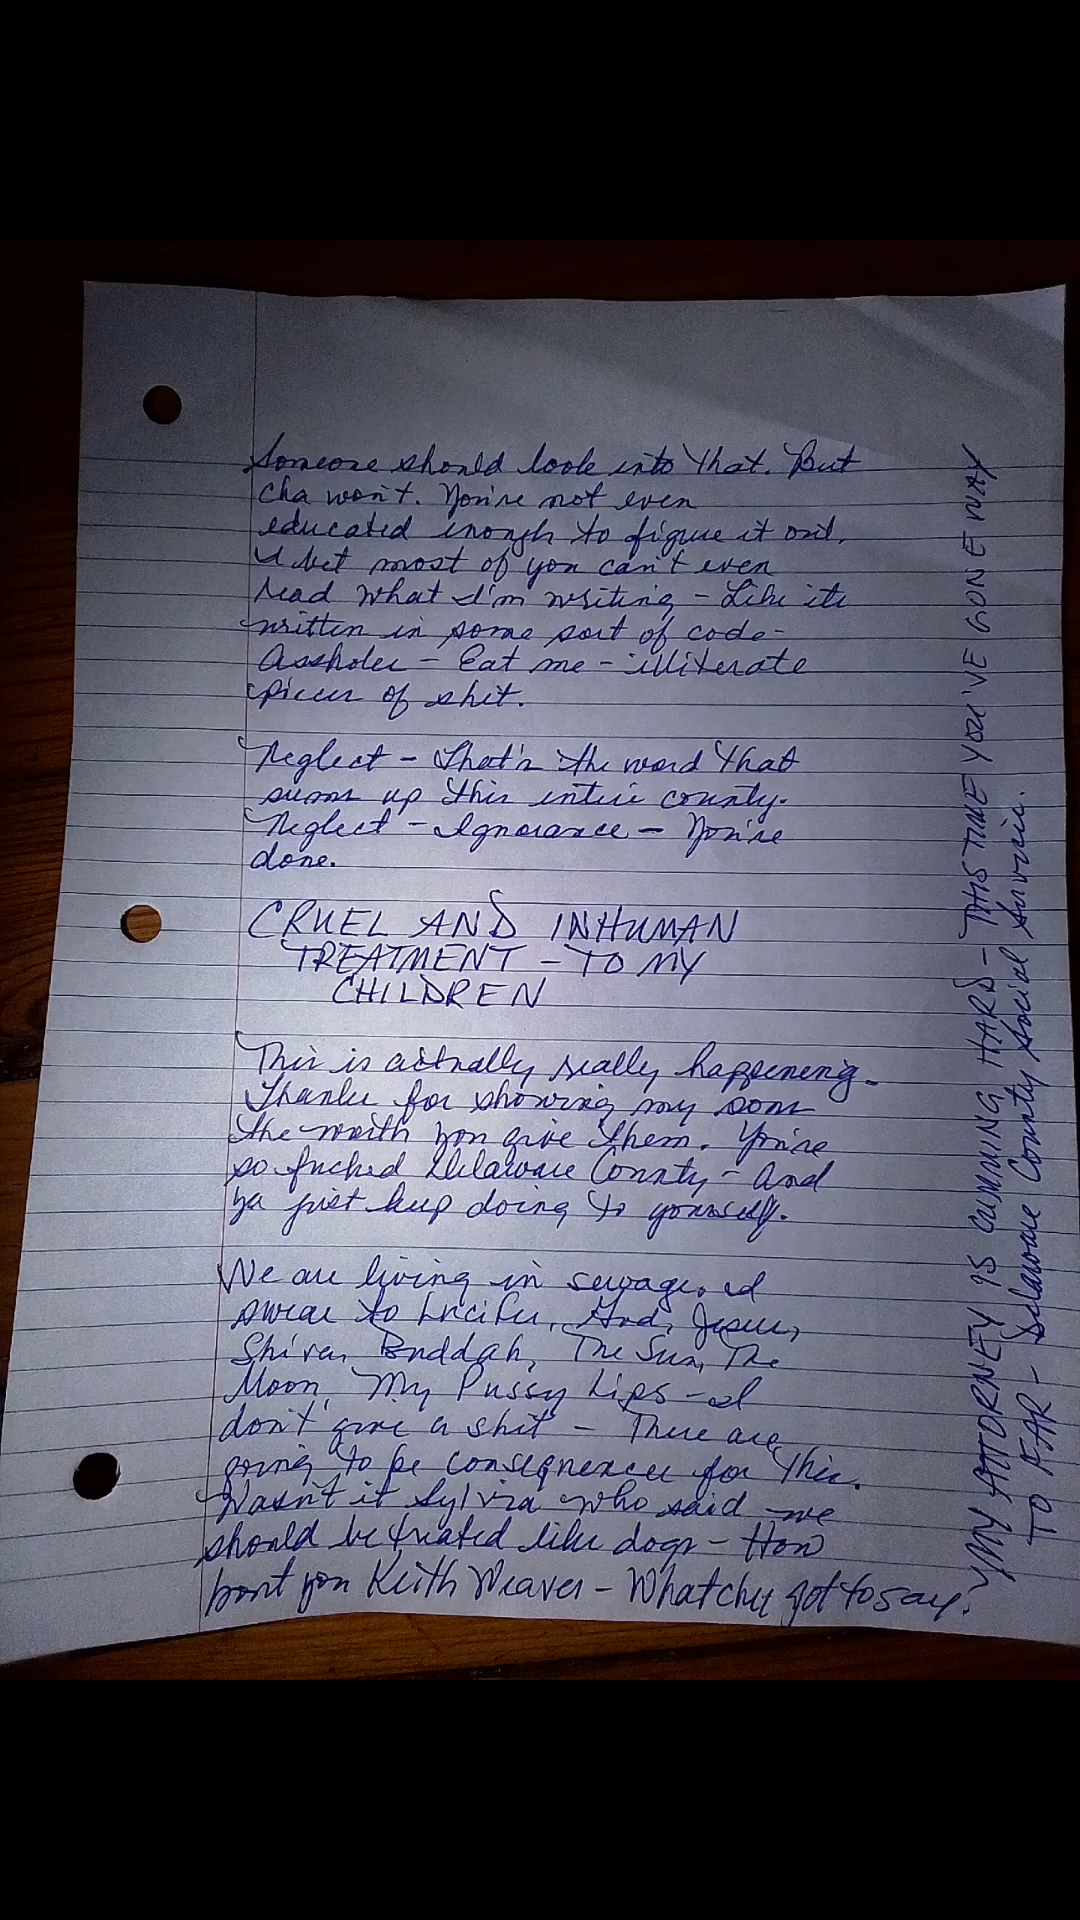 Someone should look into that. But
cha won't. You're not even
educated enough to figure it out.
I bet most of you can't even
read what I'm writing - Like its
written in some sort of code -
Assholes - Eat me - illiterate
pieces of shit.
Neglect - That's the word that
sums up this entire county.
Neglect - Ignorance - You're
done.
CRUEL AND INHUMAN
TREATMENT - TO MY
CHILDREN
This is actually really happening.
Thanks for showing my sons
the worth you give them. You're
so fucked Delaware County - And
ya just keep doing to yourself.
We are living in sewage. I
swear to Lucifer, God, Jesus,
Shiva, Buddah, The Sun, The
Moon, My Pussy Lips - I
don't give a shit - There are
going to be consequences for this.
Wasn't it Sylvia who said we
should be treated like dogs - How
bout you Keith Weaver - Whatchu got to say?
MY ATTORNEY IS CUMMING HARD - THIS TIME YOU'VE GONE WAY
TO FAR - Delaware County Social Services.